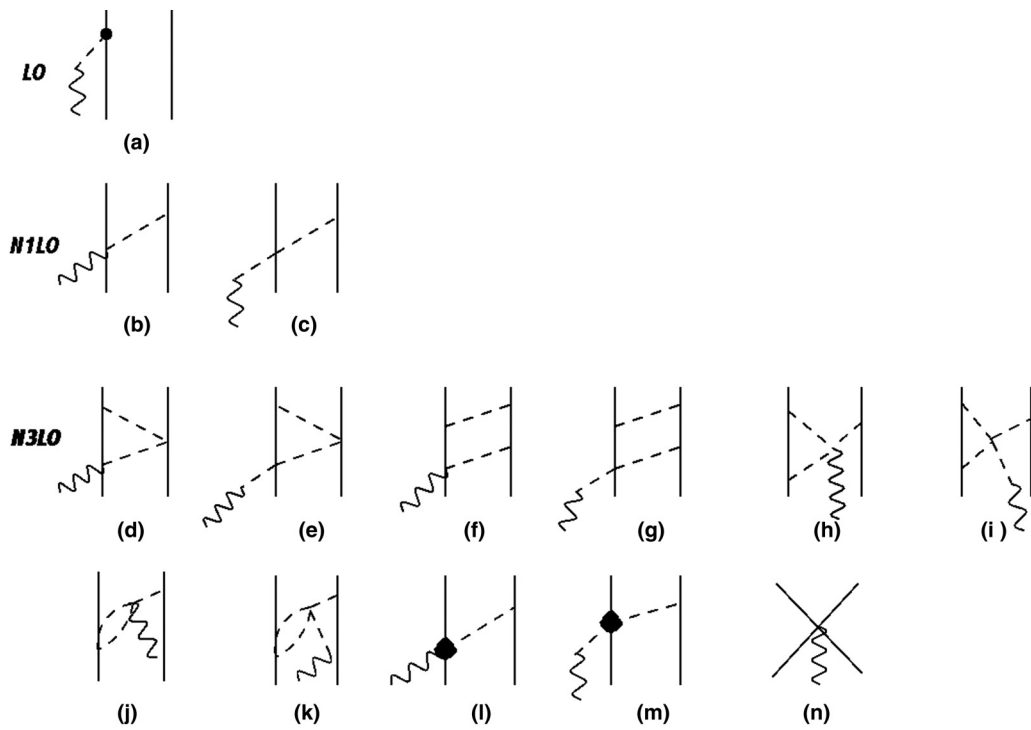 LO
(a)
N1LO
(b) (c)
N3LO
(d) (e) (f) (g) (h) (i )
(j) (k) (l) (m) (n)